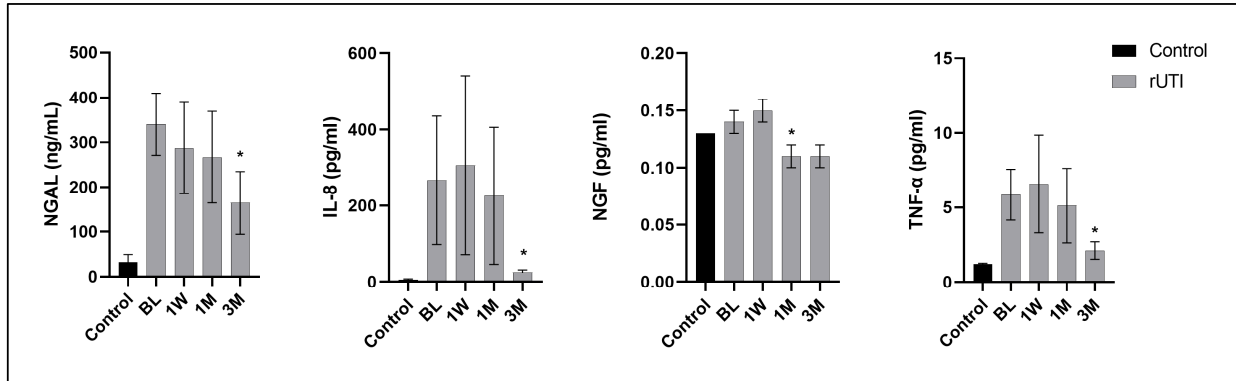 NGAL (ng/mL)
500
400
300
200
100
0
*
Control
BL
1W
1M
3M
IL-8 (pg/ml)
600
400
200
0
*
Control
BL
1W
1M
3M
NGF (pg/ml)
0.20
0.15
0.10
0.05
0.00
*
Control
BL
1W
1M
3M
TNF-α (pg/ml)
15
10
5
0
*
Control
BL
1W
1M
3M
Control
rUTI